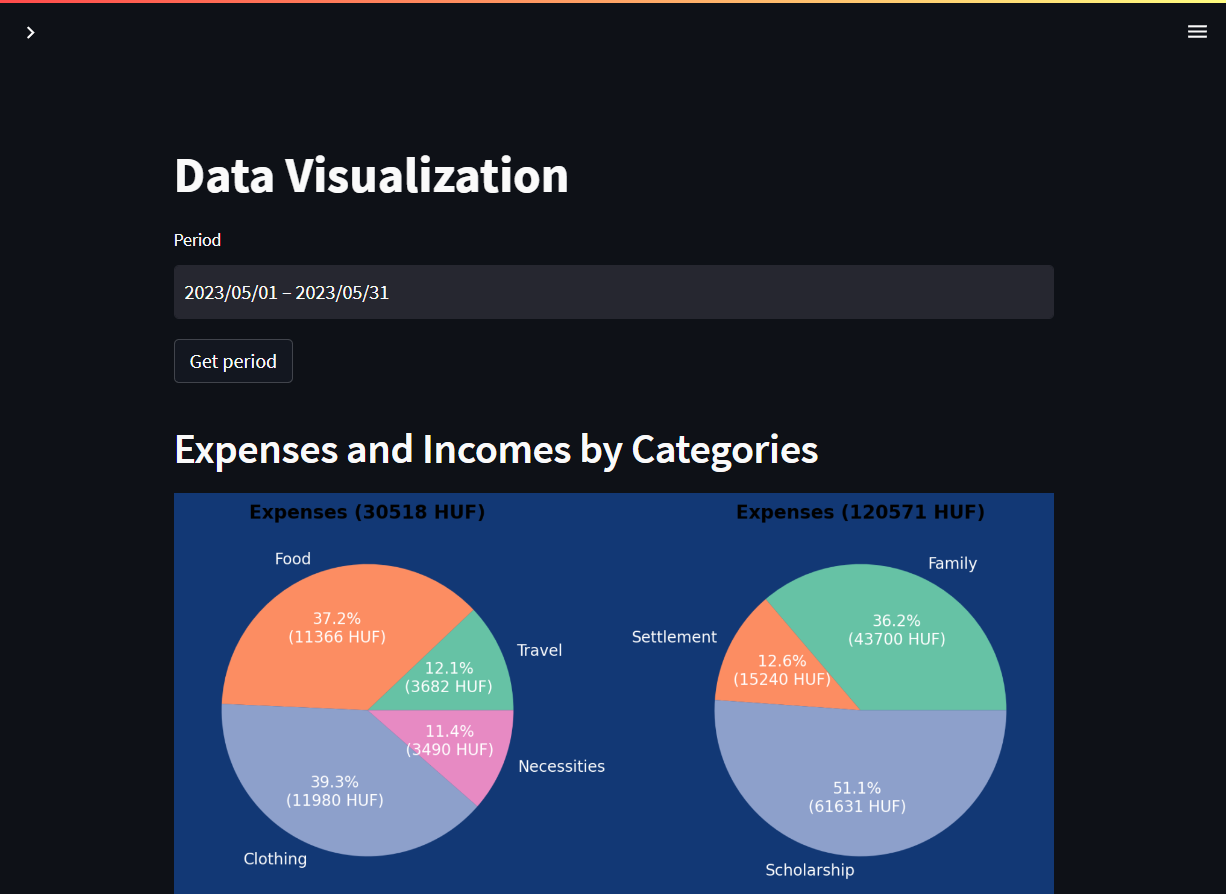 Data Visualization
Period
2023/05/01 – 2023/05/31
Get period
Expenses and Incomes by Categories
Expenses (30518 HUF)
Food
37.2%
(11366 HUF)
Travel
12.1%
(3682 HUF)
11.4%
(3490 HUF)
Necessities
39.3%
(11980 HUF)
Clothing
Expenses (120571 HUF)
Family
36.2%
(43700 HUF)
Settlement
12.6%
(15240 HUF)
51.1%
(61631 HUF)
Scholarship